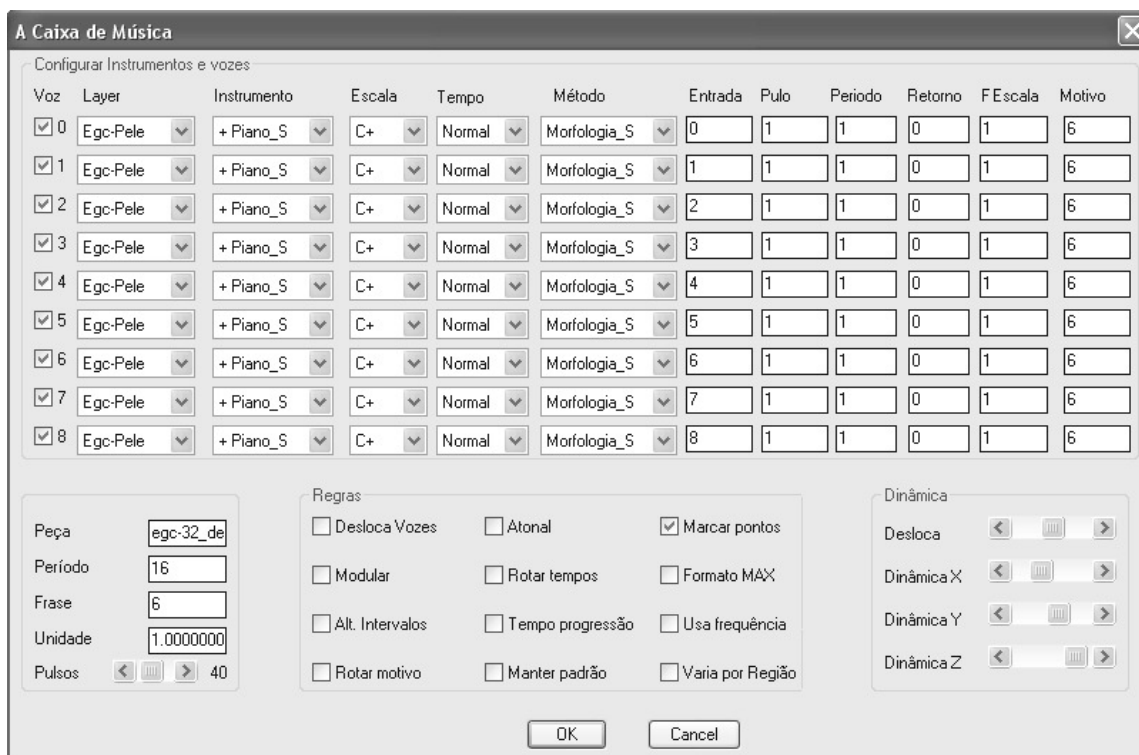 A Caixa de Música
Configurar Instrumentos e vozes
Voz Layer Instrumento Escala Tempo Método Entrada Pulo Periodo Retorno F Escala Motivo
0 Egc-Pele + Piano_S C+ Normal Morfologia_S 0 1 1 0 1 6
1 Egc-Pele + Piano_S C+ Normal Morfologia_S 1 1 1 0 1 6
2 Egc-Pele + Piano_S C+ Normal Morfologia_S 2 1 1 0 1 6
3 Egc-Pele + Piano_S C+ Normal Morfologia_S 3 1 1 0 1 6
4 Egc-Pele + Piano_S C+ Normal Morfologia_S 4 1 1 0 1 6
5 Egc-Pele + Piano_S C+ Normal Morfologia_S 5 1 1 0 1 6
6 Egc-Pele + Piano_S C+ Normal Morfologia_S 6 1 1 0 1 6
7 Egc-Pele + Piano_S C+ Normal Morfologia_S 7 1 1 0 1 6
8 Egc-Pele + Piano_S C+ Normal Morfologia_S 8 1 1 0 1 6
Peça egc-32_de
Período 16
Frase 6
Unidade 1.0000000
Pulsos 40
Regras
Desloca Vozes Atonal Marcar pontos
Modular Rotar tempos Formato MAX
Alt. Intervalos Tempo progressão Usa frequência
Rotar motivo Manter padrão Varia por Região
Dinâmica
Desloca
Dinâmica X
Dinâmica Y
Dinâmica Z
OK Cancel